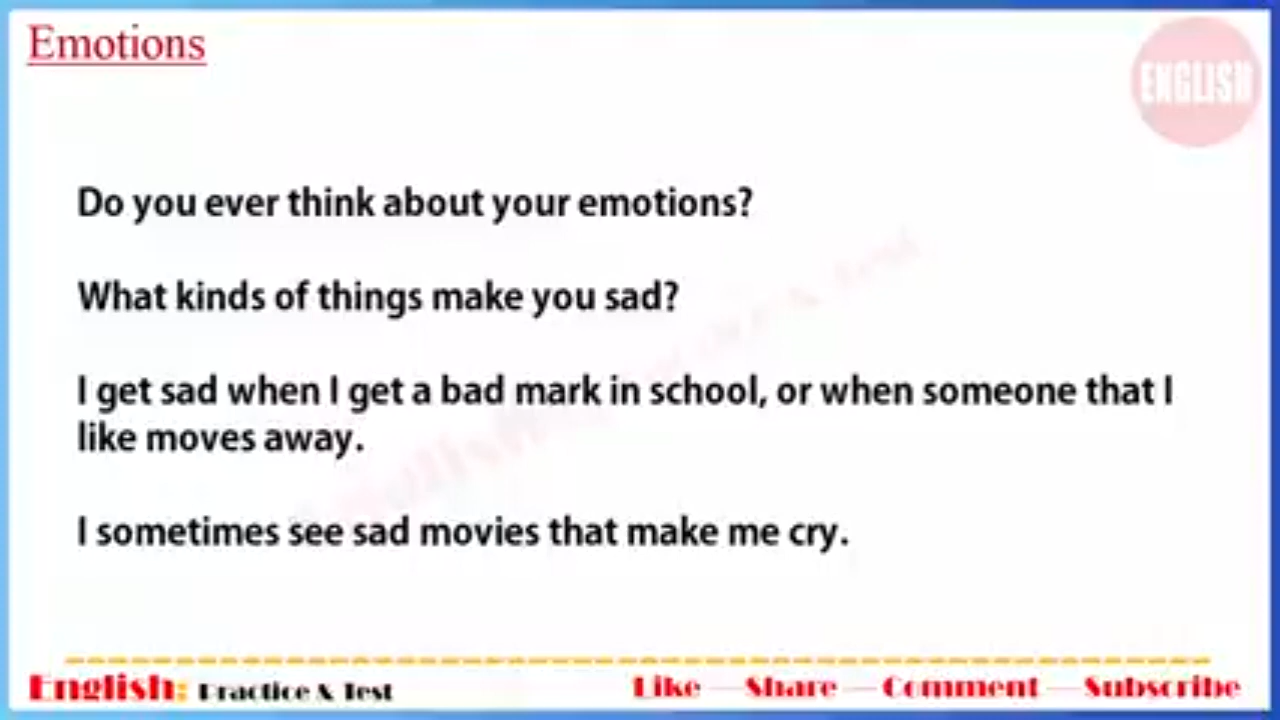 Emotions
ENGLISH
Do you ever think about your emotions?
What kinds of things make you sad?
I get sad when I get a bad mark in school, or when someone that I
like moves away.
I sometimes see sad movies that make me cry.
English: Practice & Test
Like — Share — Comment — Subscribe